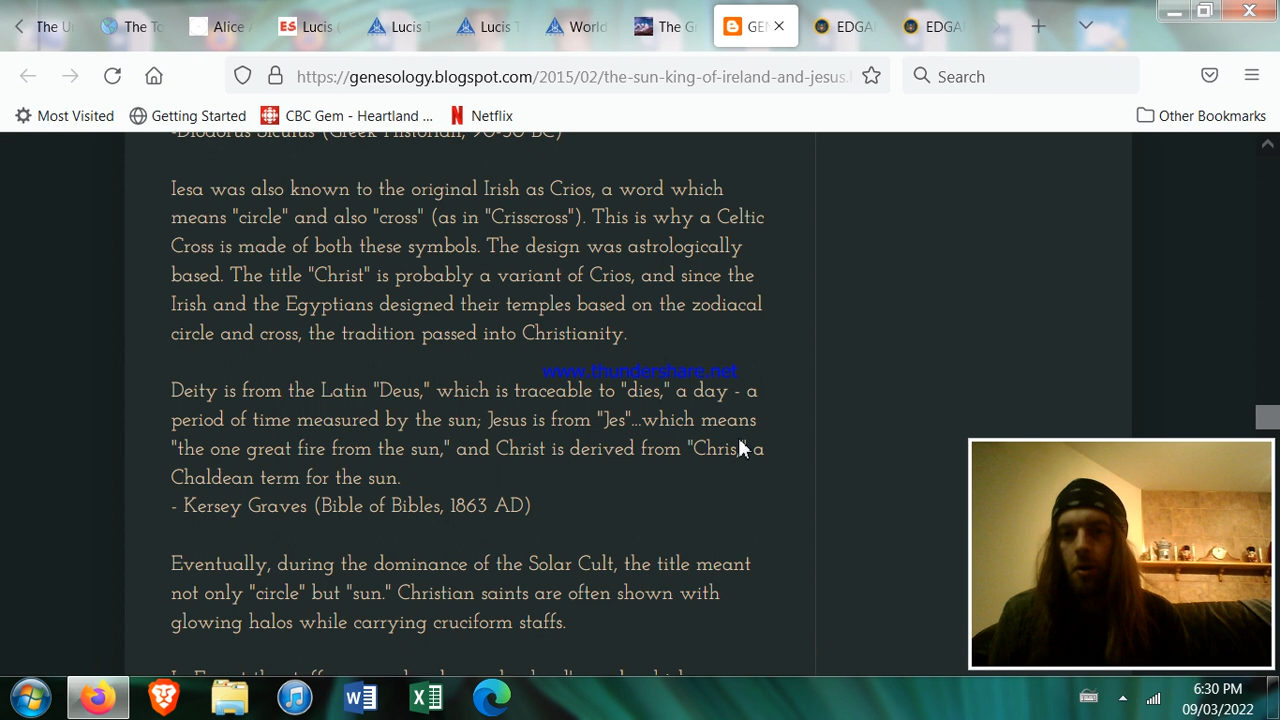 The Un
The To
Alice A
Lucis
Lucis T
Lucis T
World
The Gr
GEN
EDGA
EDGA
https://genesology.blogspot.com/2015/02/the-sun-king-of-ireland-and-jesus.
Search
Most Visited
Getting Started
CBC Gem - Heartland ...
Netflix
Other Bookmarks
-Diodorus Siculus (Greek Historian, 90-30 BC)
Iesa was also known to the original Irish as Crios, a word which
means "circle" and also "cross" (as in "Crisscross"). This is why a Celtic
Cross is made of both these symbols. The design was astrologically
based. The title "Christ" is probably a variant of Crios, and since the
Irish and the Egyptians designed their temples based on the zodiacal
circle and cross, the tradition passed into Christianity.
www.thundershare.net
Deity is from the Latin "Deus," which is traceable to "dies," a day - a
period of time measured by the sun; Jesus is from "Jes"...which means
"the one great fire from the sun," and Christ is derived from "Chris," a
Chaldean term for the sun.
- Kersey Graves (Bible of Bibles, 1863 AD)
Eventually, during the dominance of the Solar Cult, the title meant
not only "circle" but "sun." Christian saints are often shown with
glowing halos while carrying cruciform staffs.
6:30 PM
09/03/2022